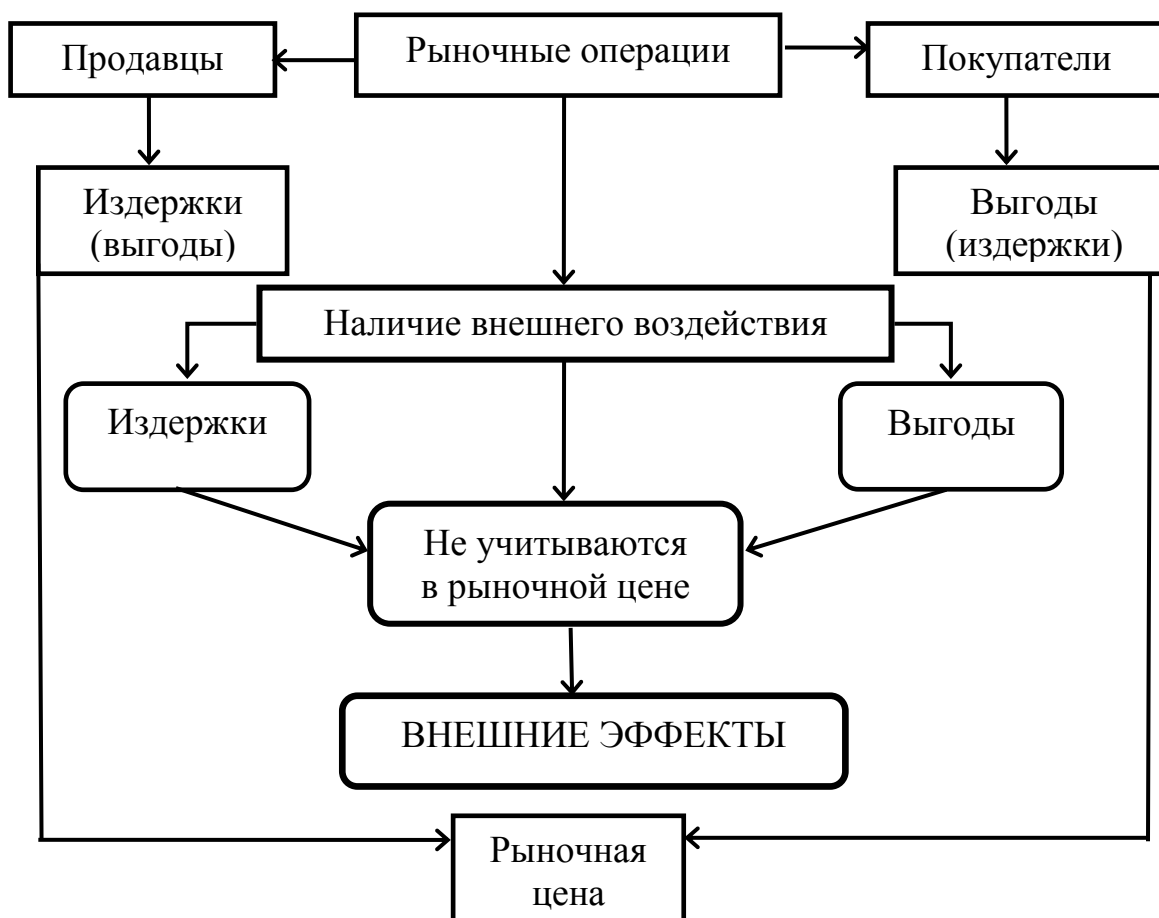 Продавцы
Рыночные операции
Покупатели
Издержки
(выгоды)
Выгоды
(издержки)
Наличие внешнего воздействия
Издержки
Выгоды
Не учитываются
в рыночной цене
ВНЕШНИЕ ЭФФЕКТЫ
Рыночная
цена